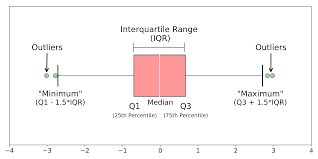 Interquartile Range
(IQR)
Outliers
Outliers
"Minimum"
(Q1 - 1.5*IQR)
Q1
(25th Percentile)
Median
Q3
(75th Percentile)
"Maximum"
(Q3 + 1.5*IQR)
−4 −3 −2 −1 0 1 2 3 4